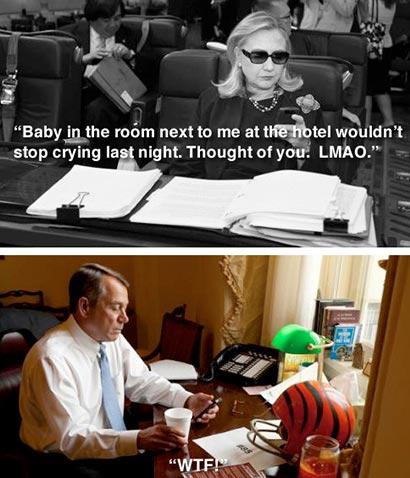 “Baby in the room next to me at the hotel wouldn’t
stop crying last night. Thought of you. LMAO.”
“WTF!”